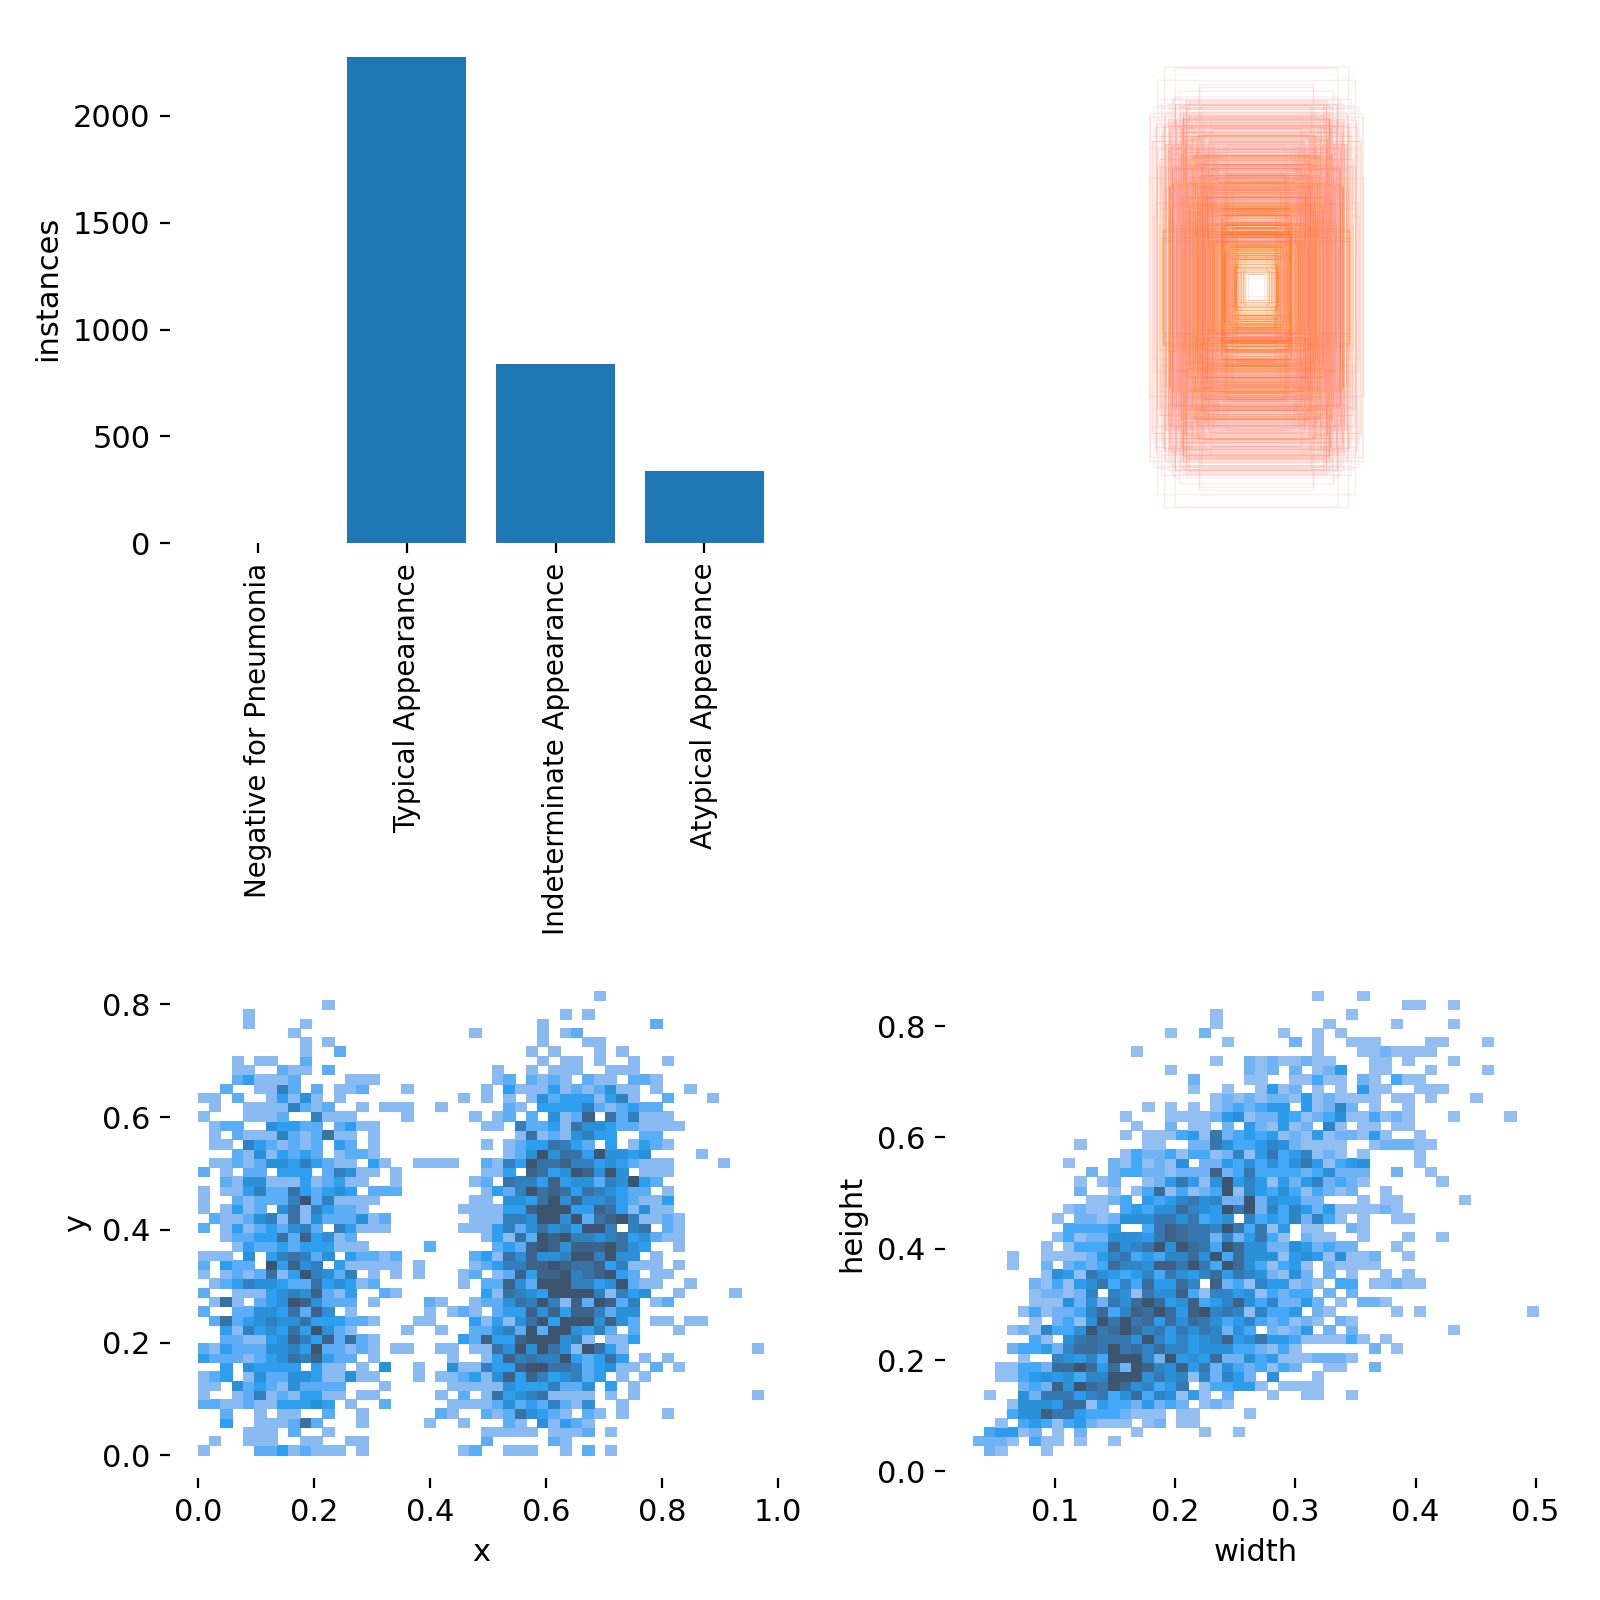 2000
1500
1000
500
0
instances
Negative for Pneumonia
Typical Appearance
Indeterminate Appearance
Atypical Appearance
0.8
0.6
0.4
0.2
0.0
y
0.0 0.2 0.4 0.6 0.8 1.0
x
0.8
0.6
0.4
0.2
0.0
height
0.1 0.2 0.3 0.4 0.5
width